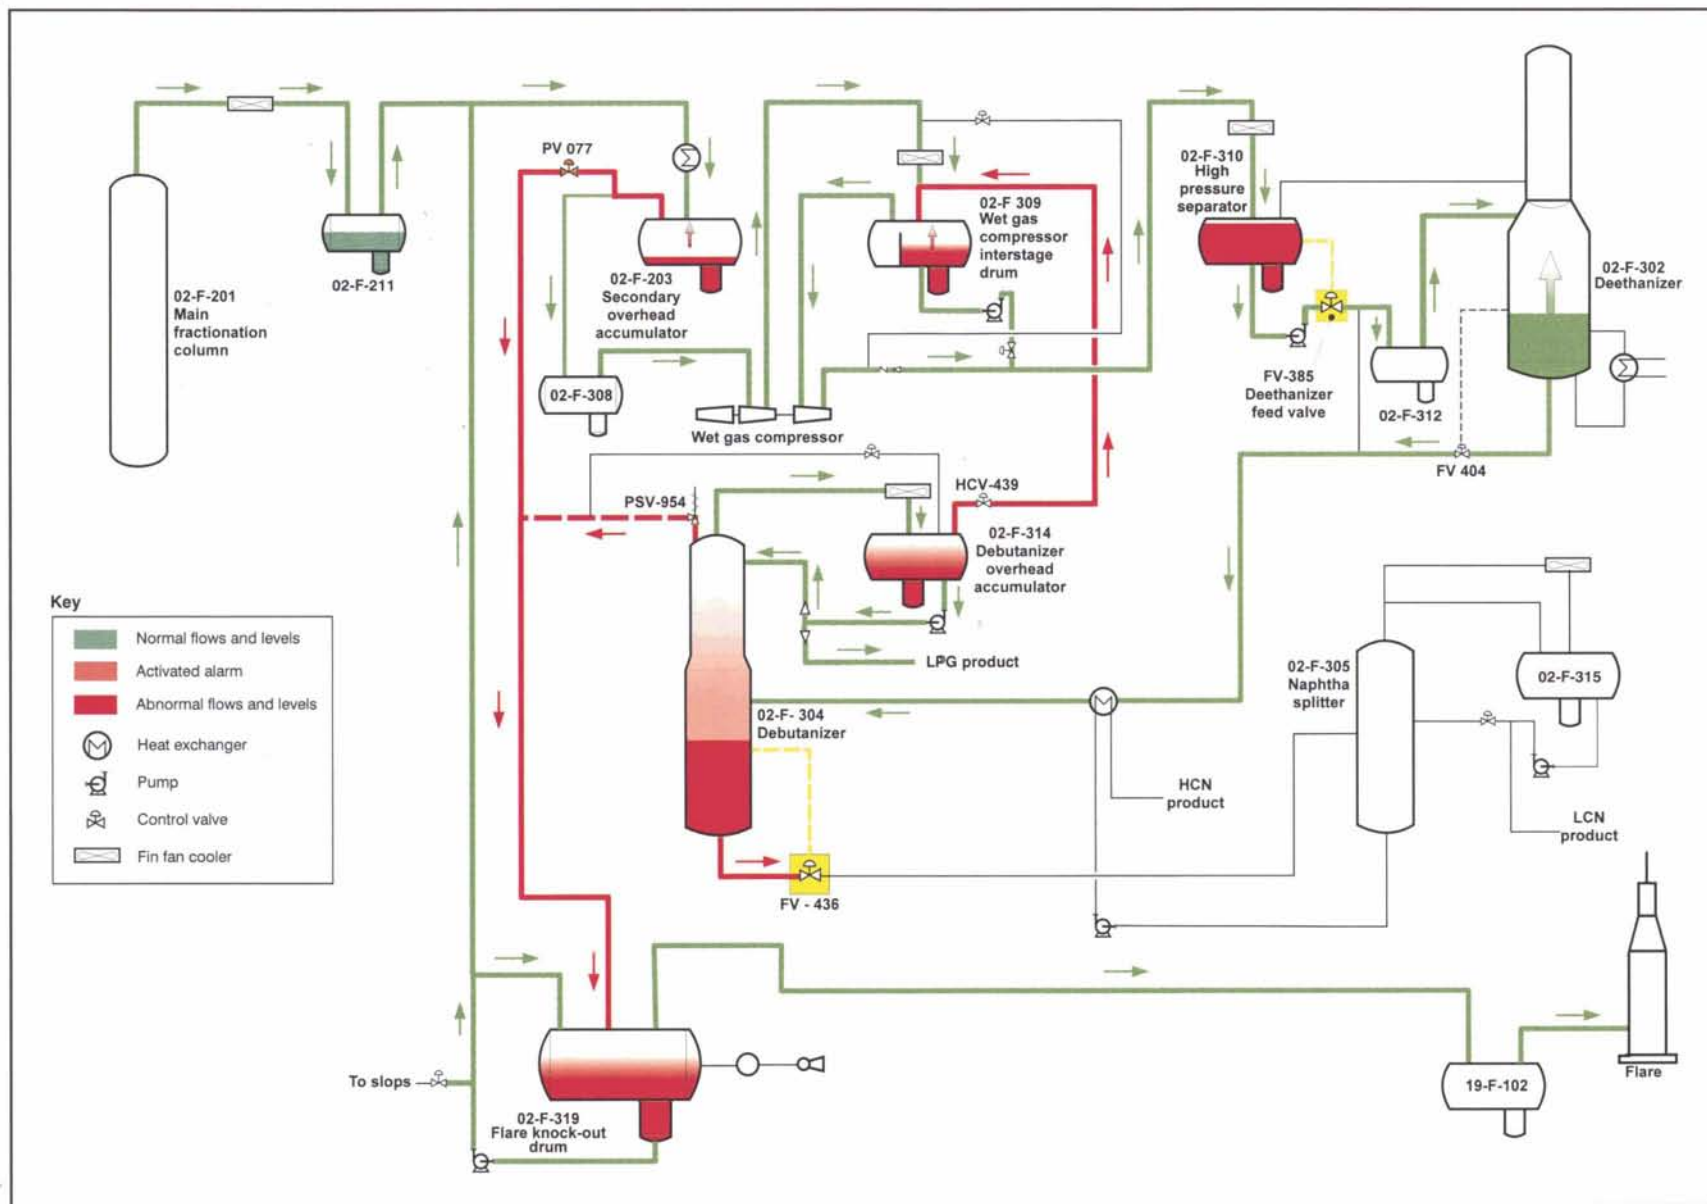 PV 077
02-F-201
Main
fractionation
column
02-F-211
02-F-203
Secondary
overhead
accumulator
02-F 309
Wet gas
compressor
interstage
drum
02-F-310
High
pressure
separator
02-F-302
Deethanizer
02-F-308
Wet gas compressor
FV-385
Deethanizer
feed valve
02-F-312
FV 404
PSV-954
HCV-439
02-F-314
Debutanizer
overhead
accumulator
LPG product
02-F- 304
Debutanizer
FV - 436
HCN
product
02-F-305
Naphtha
splitter
02-F-315
LCN
product
Key
Normal flows and levels
Activated alarm
Abnormal flows and levels
Heat exchanger
Pump
Control valve
Fin fan cooler
To slops
02-F-319
Flare knock-out
drum
19-F-102
Flare